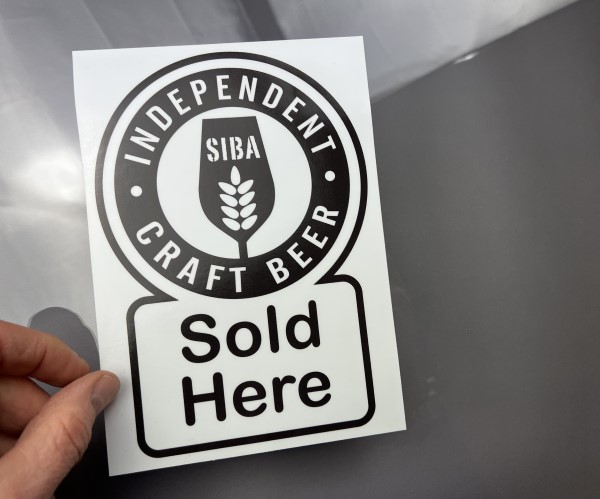 INDEPENDENT
SIBA
CRAFT BEER
Sold
Here